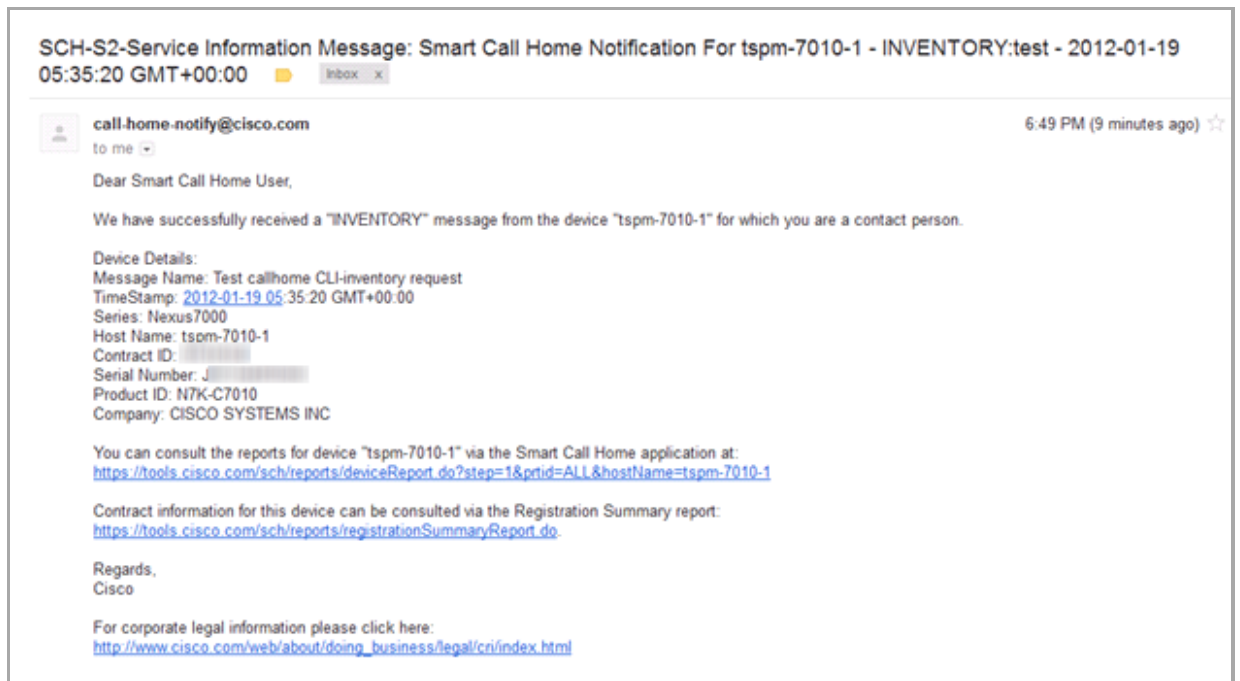 SCH-S2-Service Information Message: Smart Call Home Notification For tspm-7010-1 - INVENTORY:test - 2012-01-19
05:35:20 GMT+00:00 Inbox x
call-home-notify@cisco.com 6:49 PM (9 minutes ago)
to me
Dear Smart Call Home User,
We have successfully received a "INVENTORY" message from the device "tspm-7010-1" for which you are a contact person.
Device Details:
Message Name: Test callhome CLI-inventory request
TimeStamp: 2012-01-19 05:35:20 GMT+00:00
Series: Nexus7000
Host Name: tspm-7010-1
Contract ID:
Serial Number: J
Product ID: N7K-C7010
Company: CISCO SYSTEMS INC
You can consult the reports for device "tspm-7010-1" via the Smart Call Home application at:
https://tools.cisco.com/sch/reports/deviceReport.do?step=1&prtid=ALL&hostName=tspm-7010-1
Contract information for this device can be consulted via the Registration Summary report:
https://tools.cisco.com/sch/reports/registrationSummaryReport.do.
Regards,
Cisco
For corporate legal information please click here:
http://www.cisco.com/web/about/doing_business/legal/cri/index.html